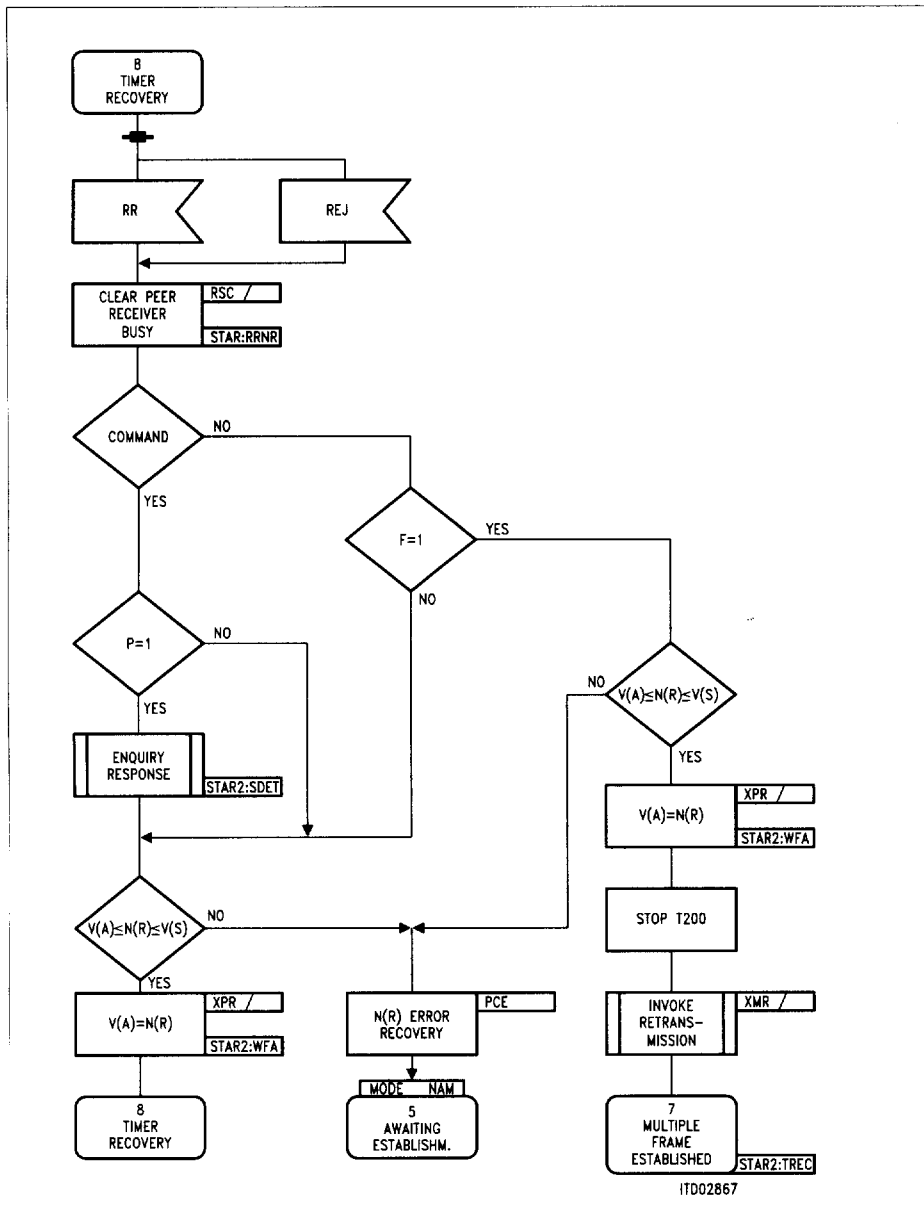 8
TIMER
RECOVERY
RR
REJ
CLEAR PEER
RECEIVER
BUSY
RSC /
STAR:RRNR
COMMAND
NO
YES
F=1
YES
NO
P=1
NO
YES
V(A)≤N(R)≤V(S)
NO
YES
ENQUIRY
RESPONSE
STAR2:SDET
V(A)=N(R)
XPR /
STAR2:WFA
STOP T200
V(A)≤N(R)≤V(S)
NO
YES
V(A)=N(R)
XPR /
STAR2:WFA
N(R) ERROR
RECOVERY
PCE
INVOKE
RETRANS-
MISSION
XMR /
8
TIMER
RECOVERY
MODE NAM
5
AWAITING
ESTABLISHM.
7
MULTIPLE
FRAME
ESTABLISHED
STAR2:TREC
ITD02867